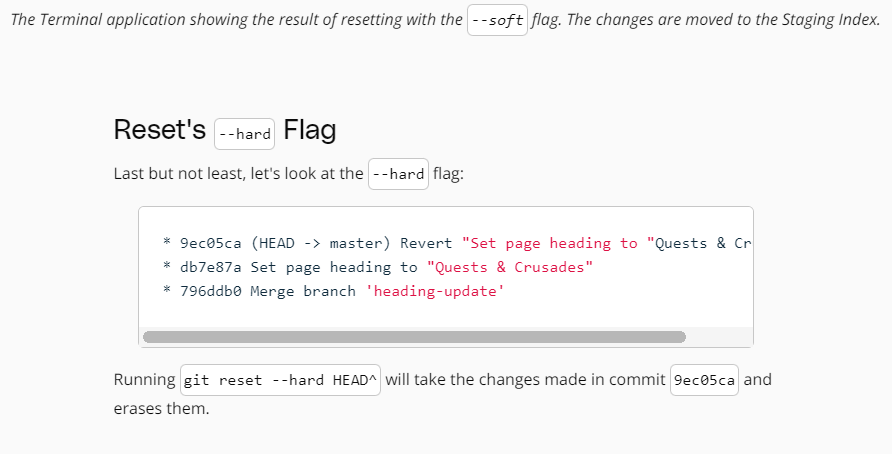 The Terminal application showing the result of resetting with the --soft flag. The changes are moved to the Staging Index.
Reset's --hard Flag
Last but not least, let's look at the --hard flag:
* 9ec05ca (HEAD -> master) Revert "Set page heading to "Quests & Cr
* db7e87a Set page heading to "Quests & Crusades"
* 796ddb0 Merge branch 'heading-update'
Running git reset --hard HEAD^ will take the changes made in commit 9ec05ca and
erases them.